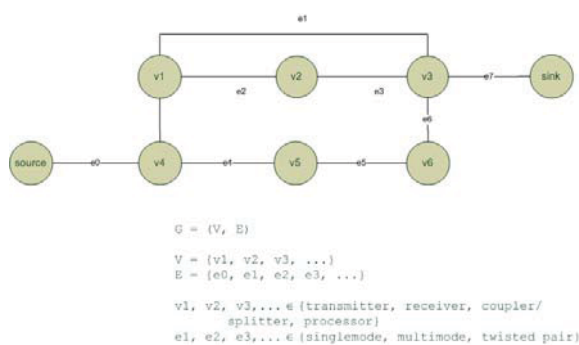 e1
v1
v2
v3
sink
e2
e3
e7
e6
source
e0
v4
e4
v5
e5
v6
G = (V, E)
V = {v1, v2, v3, ...}
E = {e0, e1, e2, e3, ...}
v1, v2, v3,... ∈ {transmitter, receiver, coupler/
splitter, processor}
e1, e2, e3,... ∈ {singlemode, multimode, twisted pair}